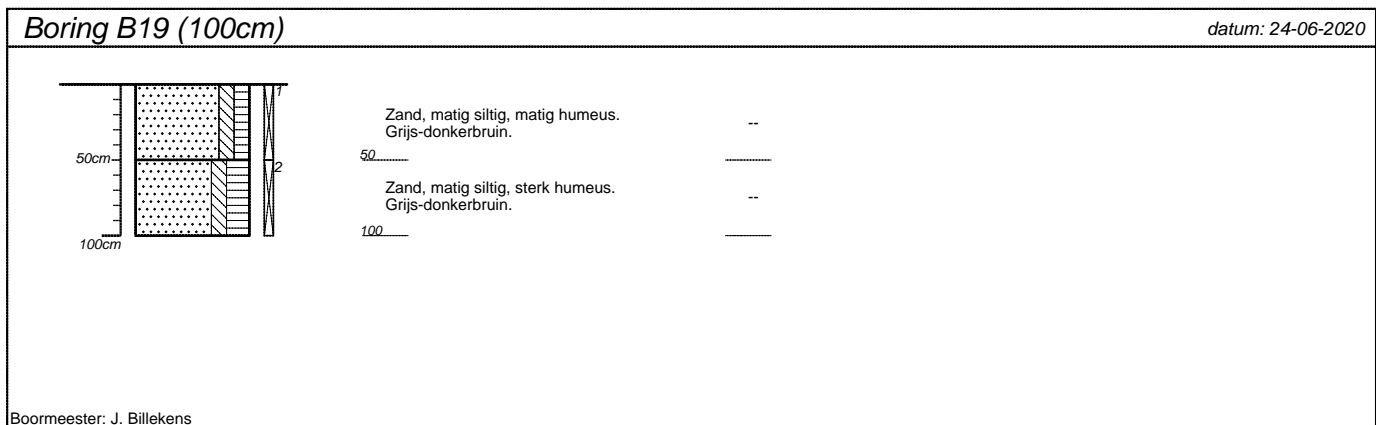 Boring B19 (100cm)
datum: 24-06-2020
1
Zand, matig siltig, matig humeus.
Grijs-donkerbruin.
--
50cm
50
2
Zand, matig siltig, sterk humeus.
Grijs-donkerbruin.
--
100cm
100
Boormeester: J. Billekens